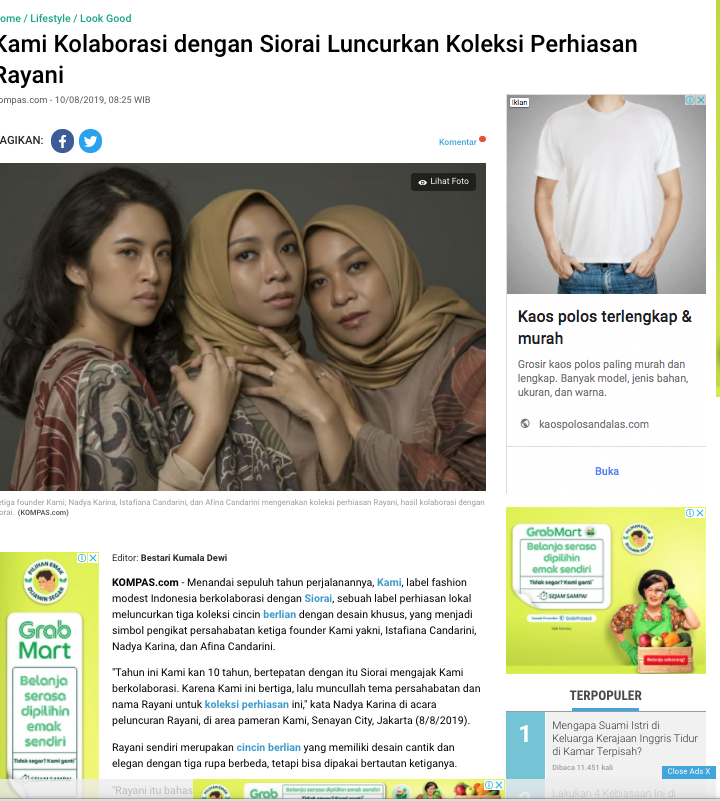 ome / Lifestyle / Look Good
Kami Kolaborasi dengan Siorai Luncurkan Koleksi Perhiasan
Rayani
ompas.com - 10/08/2019, 08:25 WIB
AGIKAN:
Komentar
Lihat Foto
etiga founder Kami; Nadya Karina, Istafiana Candarini, dan Afina Candarini mengenakan koleksi perhiasan Rayani, hasil kolaborasi dengan
orai. (KOMPAS.com)
Editor: Bestari Kumala Dewi
KOMPAS.com - Menandai sepuluh tahun perjalanannya, Kami, label fashion
modest Indonesia berkolaborasi dengan Siorai, sebuah label perhiasan lokal
meluncurkan tiga koleksi cincin berlian dengan desain khusus, yang menjadi
simbol pengikat persahabatan ketiga founder Kami yakni, Istafiana Candarini,
Nadya Karina, dan Afina Candarini.
"Tahun ini Kami kan 10 tahun, bertepatan dengan itu Siorai mengajak Kami
berkolaborasi. Karena Kami ini bertiga, lalu muncullah tema persahabatan dan
nama Rayani untuk koleksi perhiasan ini," kata Nadya Karina di acara
peluncuran Rayani, di area pameran Kami, Senayan City, Jakarta (8/8/2019).
Rayani sendiri merupakan cincin berlian yang memiliki desain cantik dan
elegan dengan tiga rupa berbeda, tetapi bisa dipakai bertautan ketiganya.
"Rayani itu bahas
PILIHAN EMAK
DIJAMIN SEGAR
Grab
Mart
Belanja
serasa
dipilihin
emak
sendiri
Tidak segar? Kami ganti*
SEJAM SAMPAI*
iklan
Kaos polos terlengkap &
murah
Grosir kaos polos paling murah dan
lengkap. Banyak model, jenis bahan,
ukuran, dan warna.
kaospolosandalas.com
Buka
GrabMart
Belanja serasa
dipilihin
emak sendiri
Tidak segar? Kami ganti*
SEJAM SAMPAI*
PILIHAN EMAK
DIJAMIN SEGAR
Belanja sekarang!
TERPOPULER
1
Mengapa Suami Istri di
Keluarga Kerajaan Inggris Tidur
di Kamar Terpisah?
Dibaca 11.451 kali
Close Ads X
Lakukan 4 Kebiasaan Ini di
GrabMart
Belanja serasa